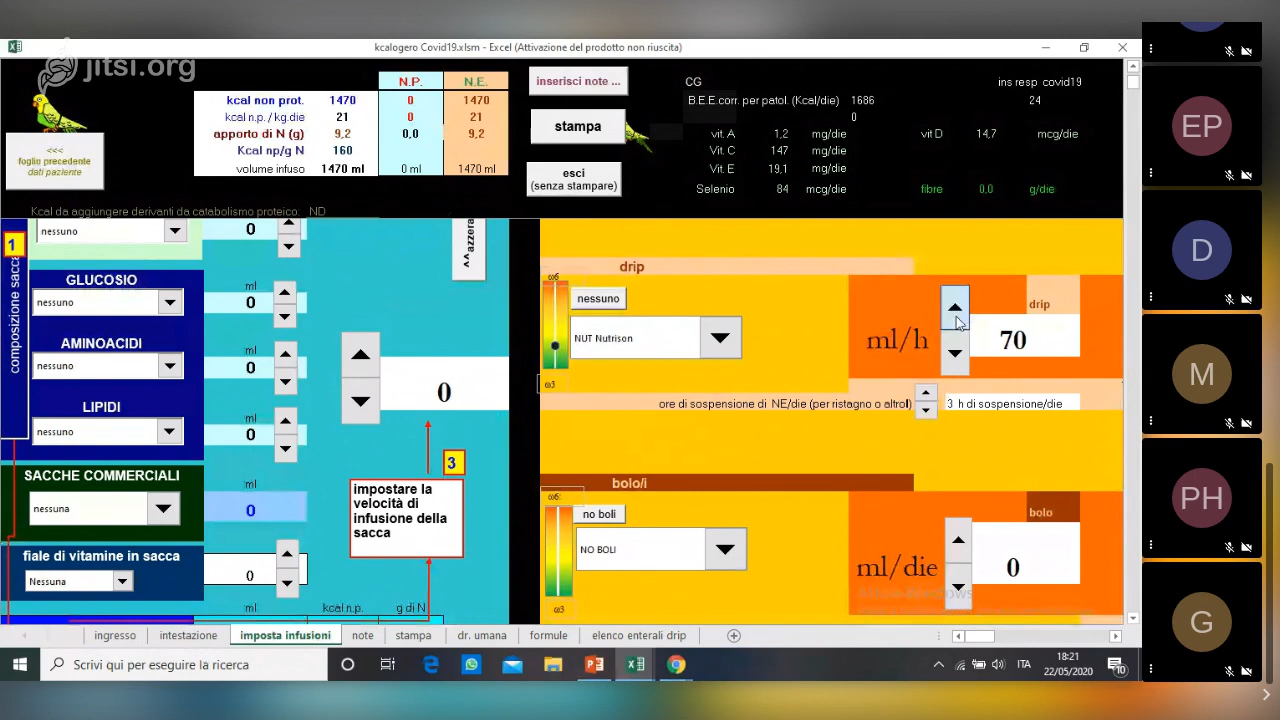 kcalogero Covid19.xlsm - Excel (Attivazione del prodotto non riuscita)
jitsi.org
<<<
foglio precedente
dati paziente
N.P. N.E.
kcal non prot. 1470 0 1470
kcal n.p. / kg.die 21 0 21
apporto di N (g) 9,2 0,0 9,2
Kcal np/g N 160
volume infuso 1470 ml 0 ml 1470 ml
inserisci note ...
stampa
esci
(senza stampare)
CG ins resp covid19
B.E.E.corr. per patol. (Kcal/die) 1686 24
0
vit. A 1,2 mg/die vit D 14,7 mcg/die
Vit. C 147 mg/die
Vit. E 19,1 mg/die
Selenio 84 mcg/die fibre 0,0 g/die
Kcal da aggiungere derivanti da catabolismo proteico: ND
1
composizione sacca
nessuno 0
GLUCOSIO ml
nessuno 0
AMINOACIDI ml
nessuno 0
LIPIDI ml
nessuno 0
SACCHE COMMERCIALI ml
nessuna 0
fiale di vitamine in sacca
Nessuna 0
ml kcal n.p. g di N
^^azzera
0
3
impostare la
velocità di
infusione della
sacca
drip
ω6
nessuno
NUT Nutrison
ω3
drip
ml/h 70
ore di sospensione di NE/die (per ristagno o altroI) 3 h di sospensione/die
bolo/i
ω6:
no boli
NO BOLI
ω3
bolo
ml/die 0
ingresso intestazione imposta infusioni note stampa dr. umana formule elenco enterali drip
Scrivi qui per eseguire la ricerca
ITA
18:21
22/05/2020
10
EP
D
M
PH
G